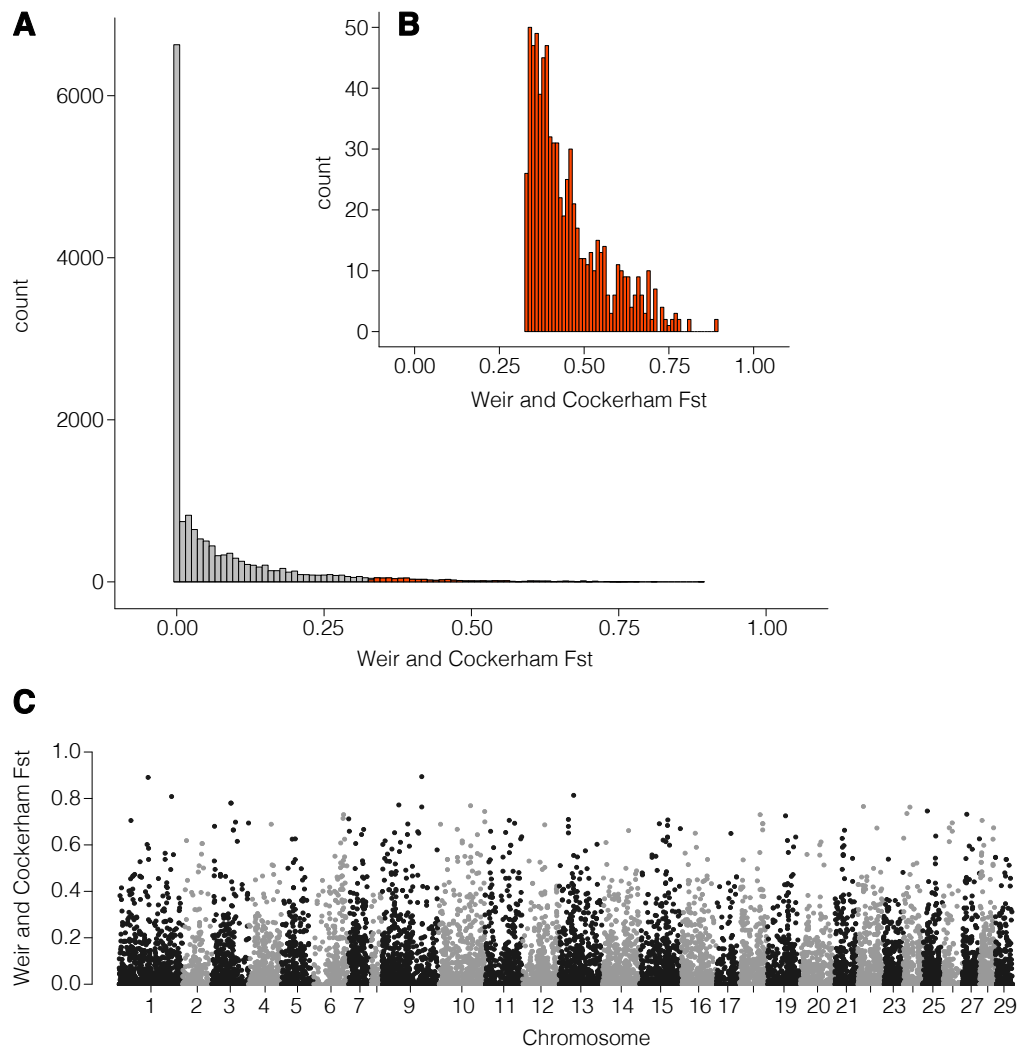 A
B
6000
4000
2000
0
count
0.00 0.25 0.50 0.75 1.00
Weir and Cockerham Fst
50
40
30
20
10
0
count
0.00 0.25 0.50 0.75 1.00
Weir and Cockerham Fst
C
1.0
0.8
0.6
0.4
0.2
0.0
Weir and Cockerham Fst
1 2 3 4 5 6 7 9 10 11 12 13 14 15 16 17 19 20 21 23 25 27 29
Chromosome